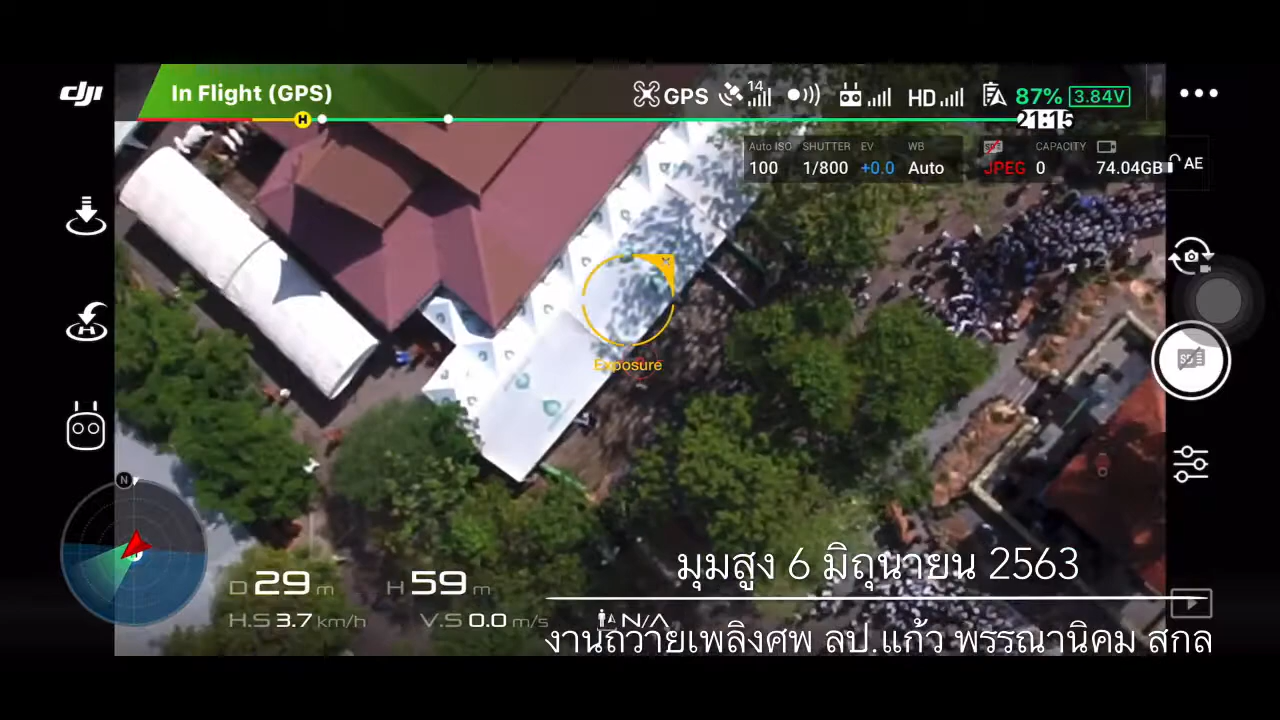 dji
In Flight (GPS)
GPS
14
HD
87%
3.84V
H
21:15
Auto ISO SHUTTER EV WB CAPACITY
100 1/800 +0.0 Auto JPEG 0 74.04GB
AE
Exposure
N
D 29 m H 59 m
H.S 3.7 km/h V.S 0.0 m/s N/A
มุมสูง 6 มิถุนายน 2563
งานถวายเพลิงศพ ลป.แก้ว พรรณานิคม สกล